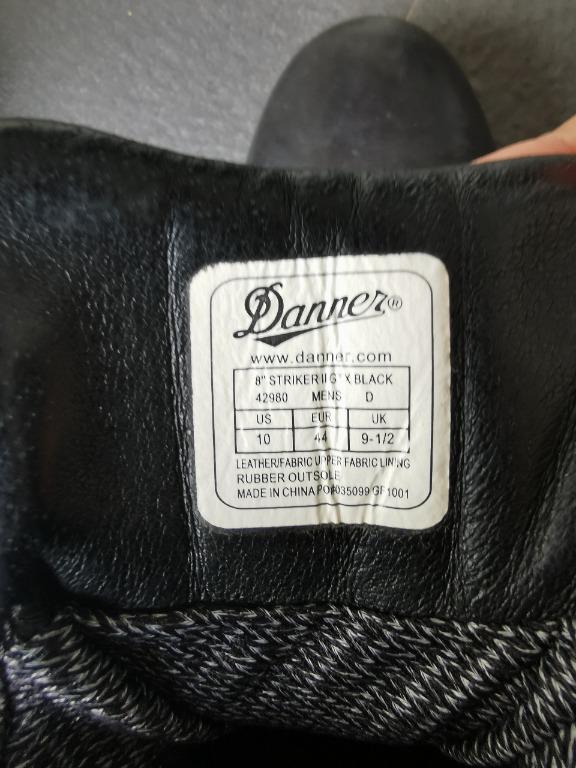 Danner®
www.danner.com
8" STRIKER II GTX BLACK
42980 MENS D
US EUR UK
10 44 9-1/2
LEATHER/FABRIC UPPER FABRIC LINING
RUBBER OUTSOLE
MADE IN CHINA PO#035099 GF1001